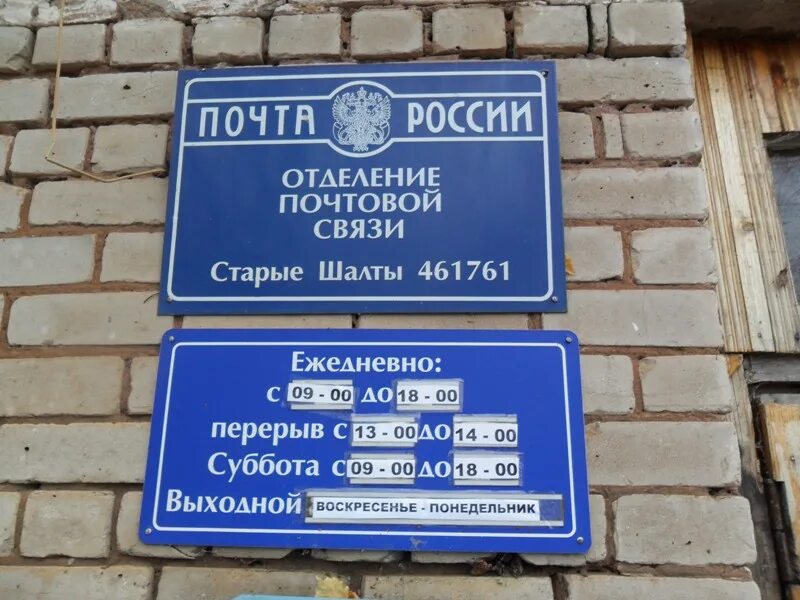 ПОЧТА РОССИИ
ОТДЕЛЕНИЕ
ПОЧТОВОЙ
СВЯЗИ
Старые Шалты 461761
Ежедневно:
с 09-00 до 18-00
перерыв с 13-00 до 14-00
Суббота с 09-00 до 18-00
Выходной ВОСКРЕСЕНЬЕ - ПОНЕДЕЛЬНИК